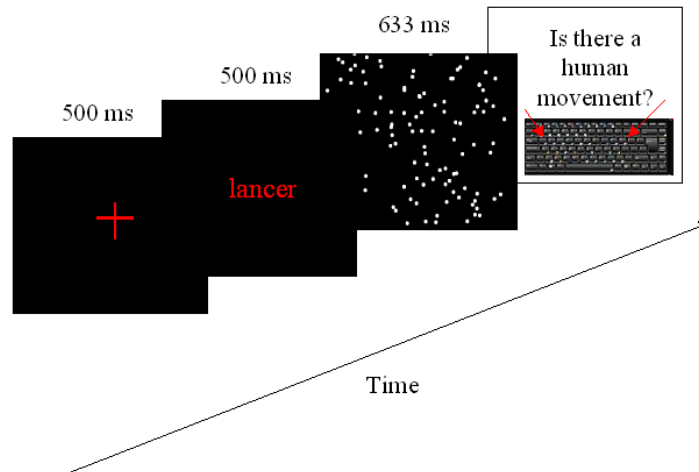 633 ms
500 ms
500 ms
Is there a
human
movement?
lancer
Time